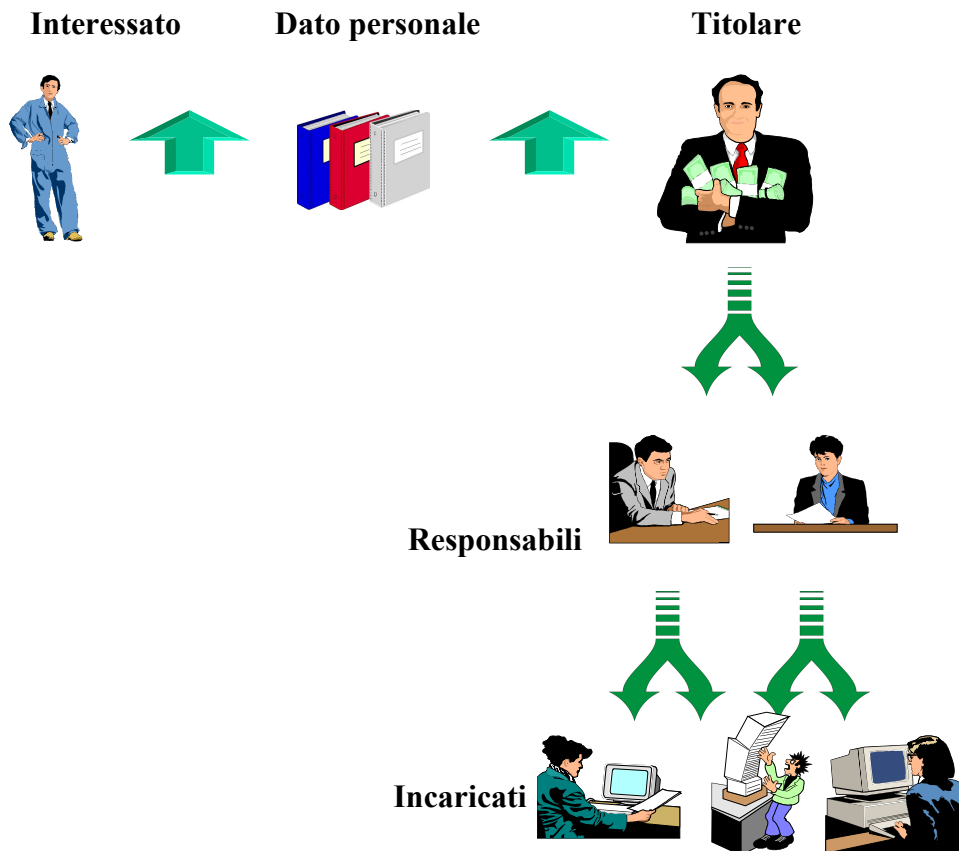 Interessato
Dato personale
Titolare
Responsabili
Incaricati